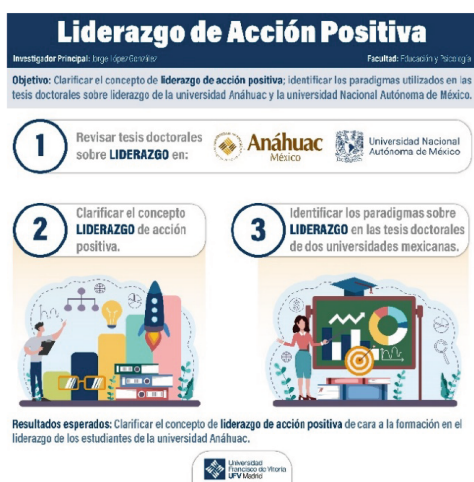 Liderazgo de Acción Positiva
Investigador Principal: Jorge López González
Facultad: Educación y Psicología
Objetivo: Clarificar el concepto de liderazgo de acción positiva; identificar los paradigmas utilizados en las
tesis doctorales sobre liderazgo de la universidad Anáhuac y la universidad Nacional Autónoma de México.
1
Revisar tesis doctorales
sobre LIDERAZGO en:
Anáhuac
México
Universidad Nacional
Autónoma de México
2
Clarificar el concepto
LIDERAZGO de acción
positiva.
3
Identificar los paradigmas sobre
LIDERAZGO en las tesis doctorales
de dos universidades mexicanas.
Resultados esperados: Clarificar el concepto de liderazgo de acción positiva de cara a la formación en el
liderazgo de los estudiantes de la universidad Anáhuac.
Universidad
Francisco de Vitoria
UFV Madrid